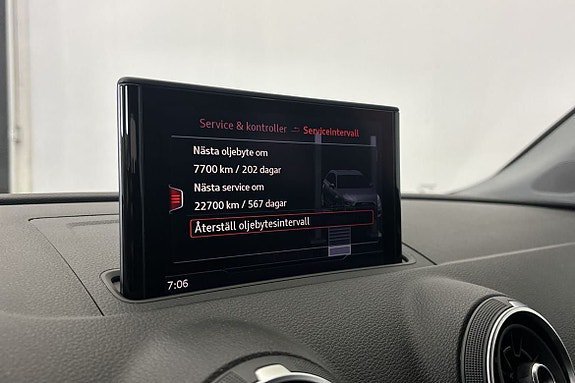 Service & kontroller Serviceintervall
Nästa oljebyte om
7700 km / 202 dagar
Nästa service om
22700 km / 567 dagar
Återställ oljebytesintervall
7:06